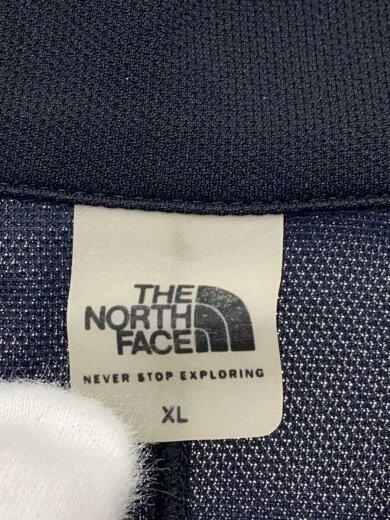 THE
NORTH
FACE
NEVER STOP EXPLORING
XL